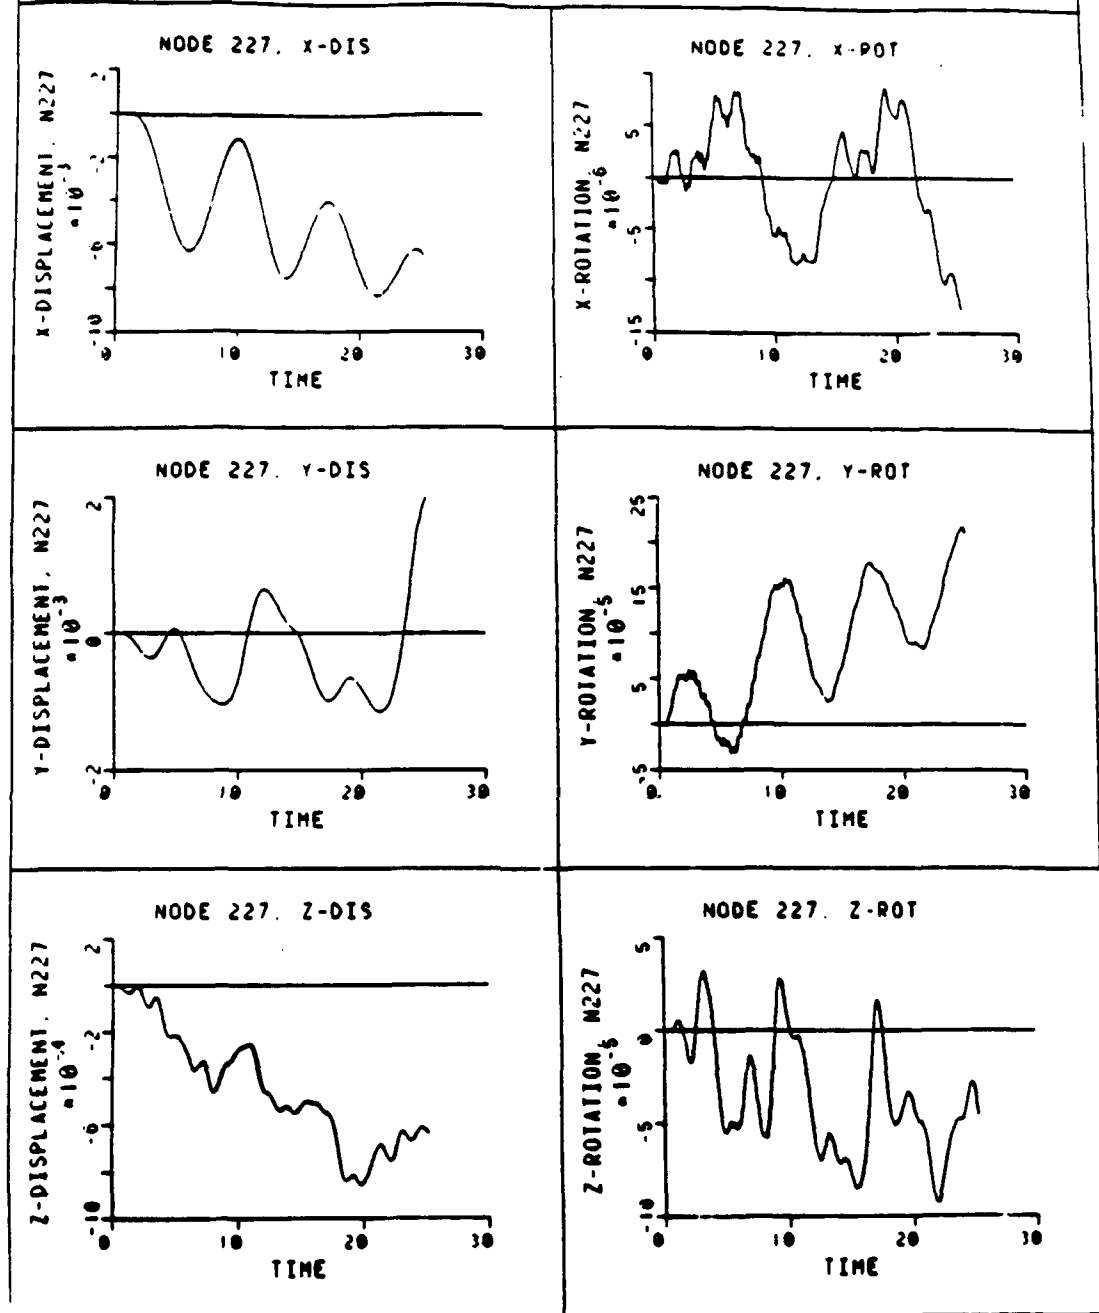 NODE 227. X-DIS
X-DISPLACEMENT. N227
*10⁻³
2
-2
-6
-10
0 10 20 30
TIME
NODE 227. X-ROT
X-ROTATION, N227
*10⁻⁶
5
-5
-15
0 10 20 30
TIME
NODE 227. Y-DIS
Y-DISPLACEMENT. N227
*10⁻³
2
0
-2
0 10 20 30
TIME
NODE 227. Y-ROT
Y-ROTATION, N227
*10⁻⁵
25
15
5
-5
0. 10 20 30
TIME
NODE 227. Z-DIS
Z-DISPLACEMENT. N227
*10⁻⁴
2
-2
-6
-10
0 10 20 30
TIME
NODE 227. Z-ROT
Z-ROTATION, N227
*10⁻⁵
5
0
-5
-10
0 10 20 30
TIME